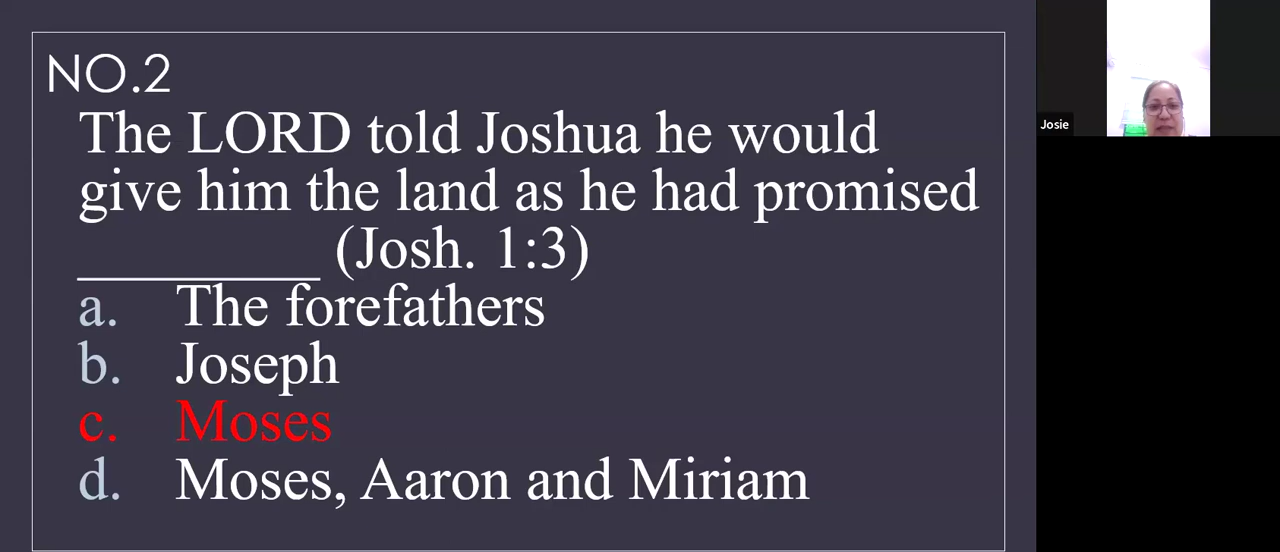 NO.2
The LORD told Joshua he would
give him the land as he had promised
_________ (Josh. 1:3)
a. The forefathers
b. Joseph
c. Moses
d. Moses, Aaron and Miriam
Josie